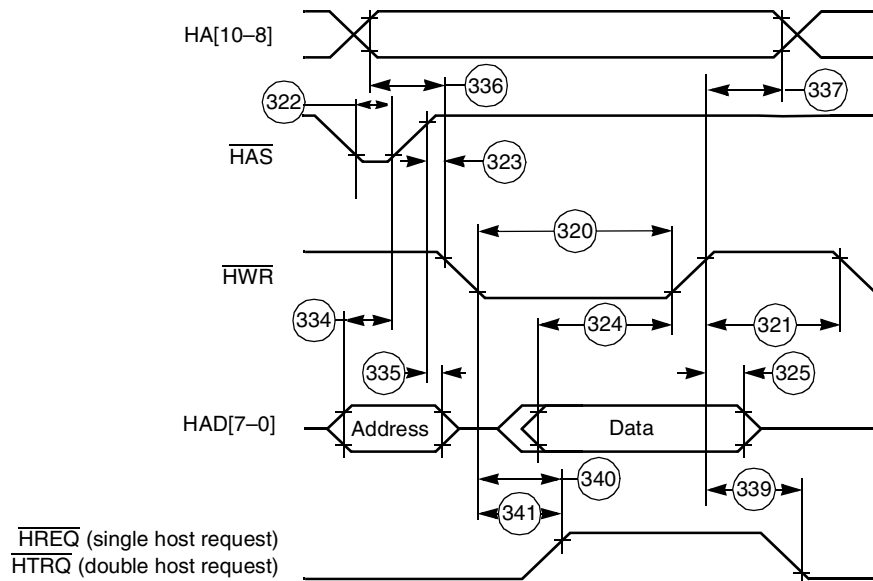 HA[10–8]
336
337
322
HAS
323
320
HWR
334
324
321
335
325
HAD[7–0]
Address
Data
340
341
339
HREQ (single host request)
HTRQ (double host request)